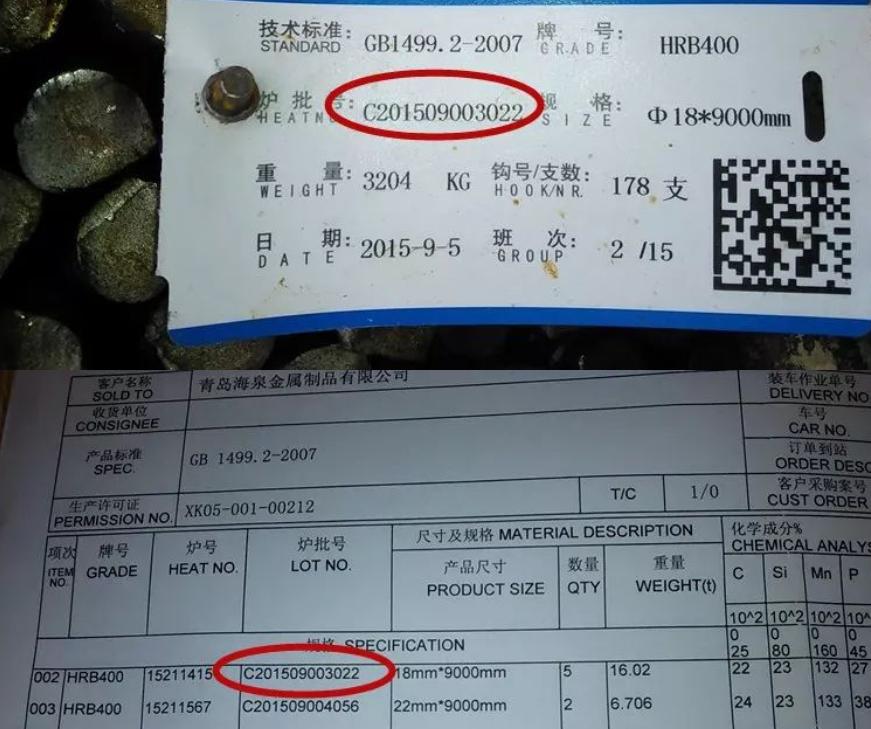 技术标准: GB1499.2-2007 牌 号: HRB400
STANDARD GRADE
炉 批 号: C201509003022 规 格: Φ18*9000mm
HEATNO SIZE
重 量: 3204 KG 钩号/支数: 178 支
WEIGHT HOOK/NR.
日 期: 2015-9-5 班 次: 2 /15
DATE GROUP
客户名称 青岛海泉金属制品有限公司 装车作业单号
SOLD TO DELIVERY NO
收货单位 车号
CONSIGNEE CAR NO.
产品标准 GB 1499.2-2007 订单到站
SPEC. ORDER DESC
生产许可证 XK05-001-00212 T/C 1/0 客户采购案号
PERMISSION NO. CUST ORDER
项次 牌号 炉号 炉批号 尺寸及规格 MATERIAL DESCRIPTION 化学成分%
ITEM NO. GRADE HEAT NO. LOT NO. CHEMICAL ANALYS
产品尺寸 数量 重量 C Si Mn P
PRODUCT SIZE QTY WEIGHT(t)
10^2 10^2 10^2 10^
规格 SPECIFICATION 0 0 0 0
25 80 160 45
002 HRB400 15211415 C201509003022 18mm*9000mm 5 16.02 22 23 132 27
003 HRB400 15211567 C201509004056 22mm*9000mm 2 6.706 24 23 133 38